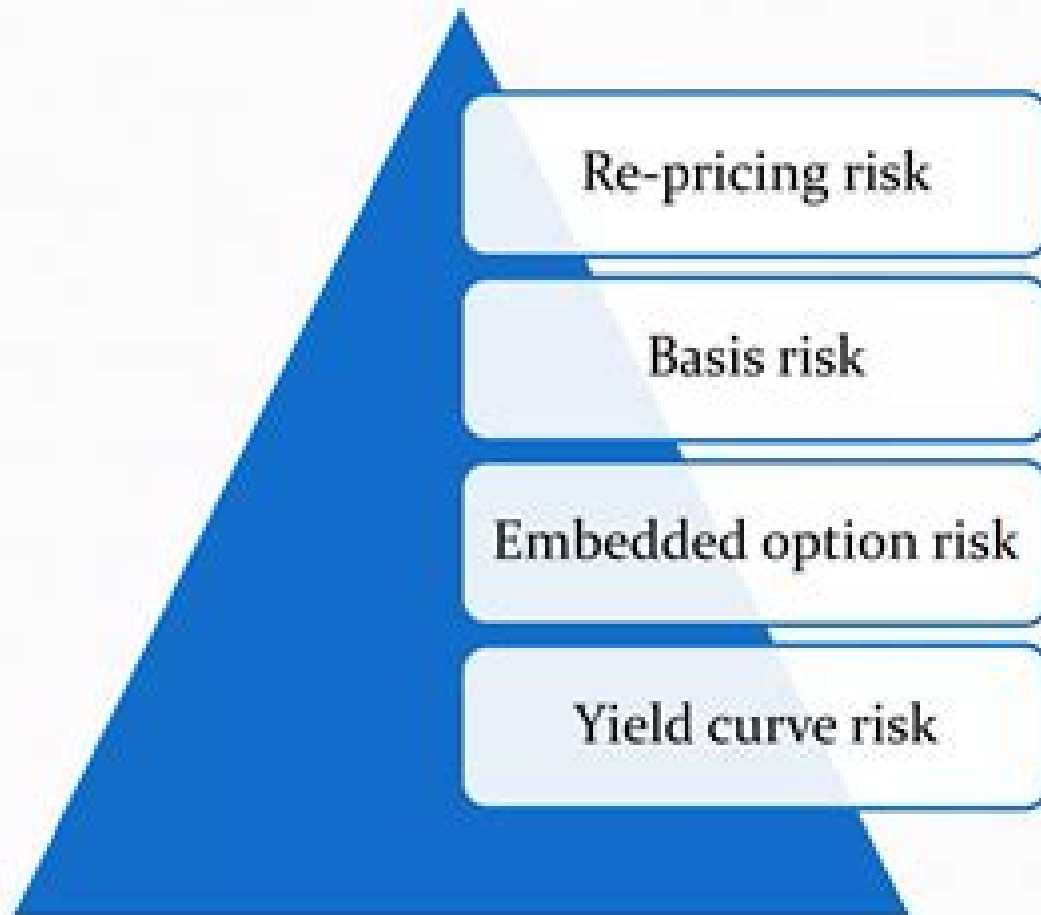 Re-pricing risk
Basis risk
Embedded option risk
Yield curve risk